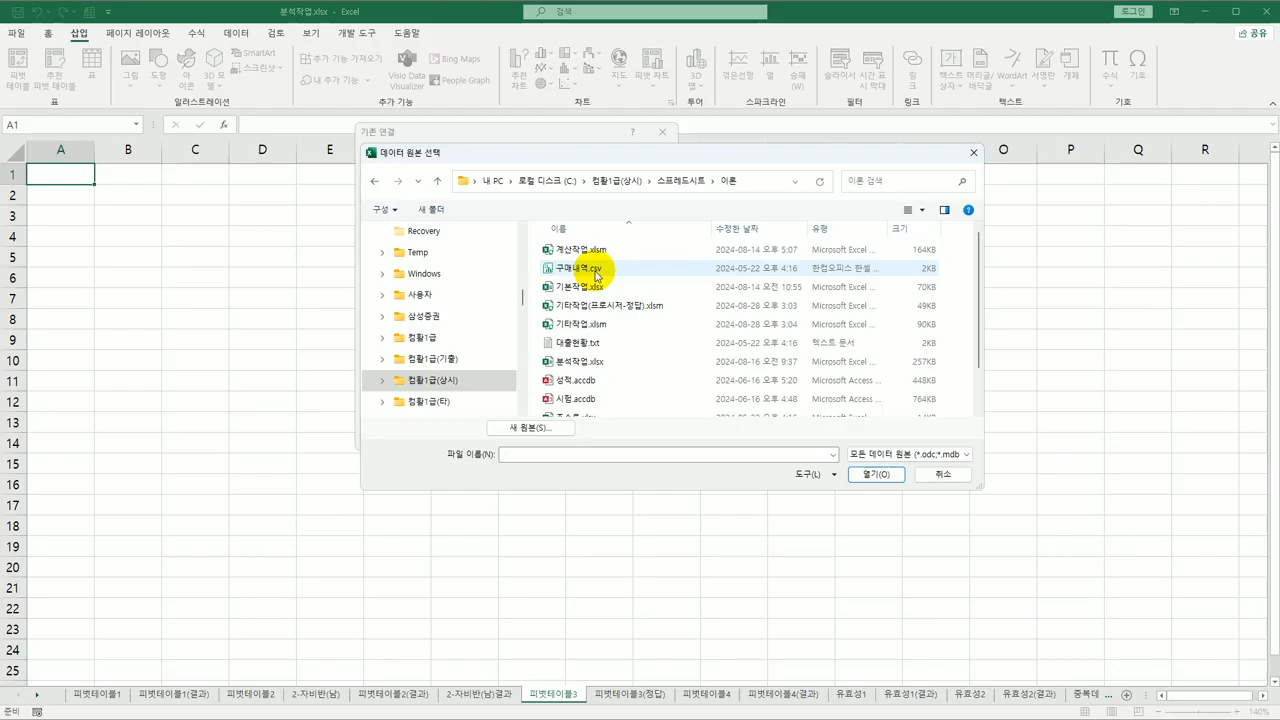 분석작업.xlsx - Excel
검색
로그인
파일 홈 삽입 페이지 레이아웃 수식 데이터 검토 보기 개발 도구 도움말
공유
피벗 테이블
추천 피벗 테이블
표
그림
도형
아이콘
SmartArt
스크린샷
추가 기능 가져오기
내 추가 기능
Visio Data Visualizer
Bing Maps
People Graph
추천 차트
지도
피벗 차트
3D 맵
꺾은선형
열
승패 (W)
슬라이서
시간 표시 막대
링크
텍스트 상자
머리글/바닥글
WordArt
서명란
개체
수식
기호
표
일러스트레이션
추가 기능
차트
투어
스파크라인
필터
링크
텍스트
기호
A1
fx
A B C D E O P Q R
기존 연결
?
데이터 원본 선택
내 PC > 로컬 디스크 (C:) > 컴활1급(상시) > 스프레드시트 > 이론
이론 검색
구성 새 폴더
이름 수정한 날짜 유형 크기
Recovery
Temp
Windows
사용자
삼성증권
컴활1급
컴활1급(기출)
컴활1급(상시)
컴활1급(타)
계산작업.xlsm 2024-08-14 오후 5:07 Microsoft Excel ... 164KB
구매내역.csv 2024-05-22 오후 4:16 한컴오피스 한셀 ... 2KB
기본작업.xlsx 2024-08-14 오전 10:55 Microsoft Excel ... 70KB
기타작업(프로시저-정답).xlsm 2024-08-28 오후 3:03 Microsoft Excel ... 49KB
기타작업.xlsm 2024-08-28 오후 3:04 Microsoft Excel ... 90KB
대출현황.txt 2024-05-22 오후 4:16 텍스트 문서 2KB
분석작업.xlsx 2024-08-16 오전 9:37 Microsoft Excel ... 257KB
성적.accdb 2024-06-16 오후 5:20 Microsoft Access ... 448KB
시험.accdb 2024-06-16 오후 4:48 Microsoft Access ... 764KB
새 원본(S)...
파일 이름(N):
모든 데이터 원본 (*.odc;*.mdb
도구(L) 열기(O) 취소
1
2
3
4
5
6
7
8
9
10
11
12
13
14
15
16
17
18
19
20
21
22
23
24
25
피벗테이블1 피벗테이블1(결과) 피벗테이블2 2-자비반(남) 피벗테이블2(결과) 2-자비반(남)결과 피벗테이블3 피벗테이블3(정답) 피벗테이블4 피벗테이블4(결과) 유효성1 유효성1(결과) 유효성2 유효성2(결과) 중복데 ...
준비
140%